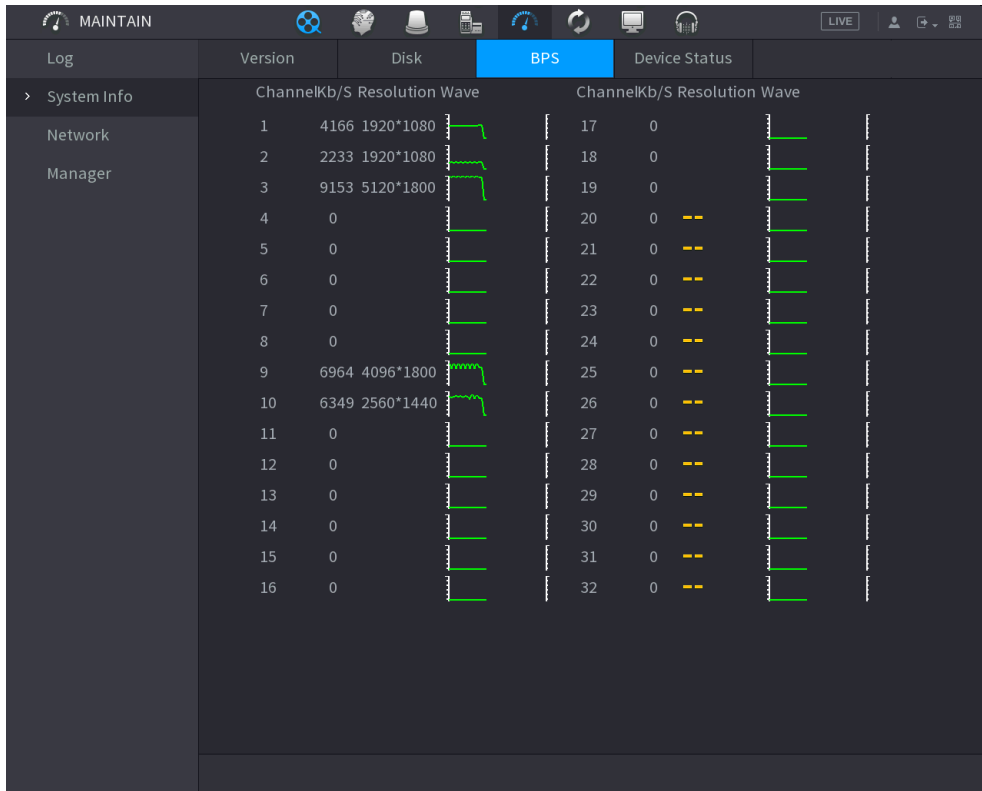 MAINTAIN LIVE
Log Version Disk BPS Device Status
> System Info ChannelKb/S Resolution Wave ChannelKb/S Resolution Wave
Network
Manager
1 4166 1920*1080 17 0
2 2233 1920*1080 18 0
3 9153 5120*1800 19 0
4 0 20 0 --
5 0 21 0 --
6 0 22 0 --
7 0 23 0 --
8 0 24 0 --
9 6964 4096*1800 25 0 --
10 6349 2560*1440 26 0 --
11 0 27 0 --
12 0 28 0 --
13 0 29 0 --
14 0 30 0 --
15 0 31 0 --
16 0 32 0 --